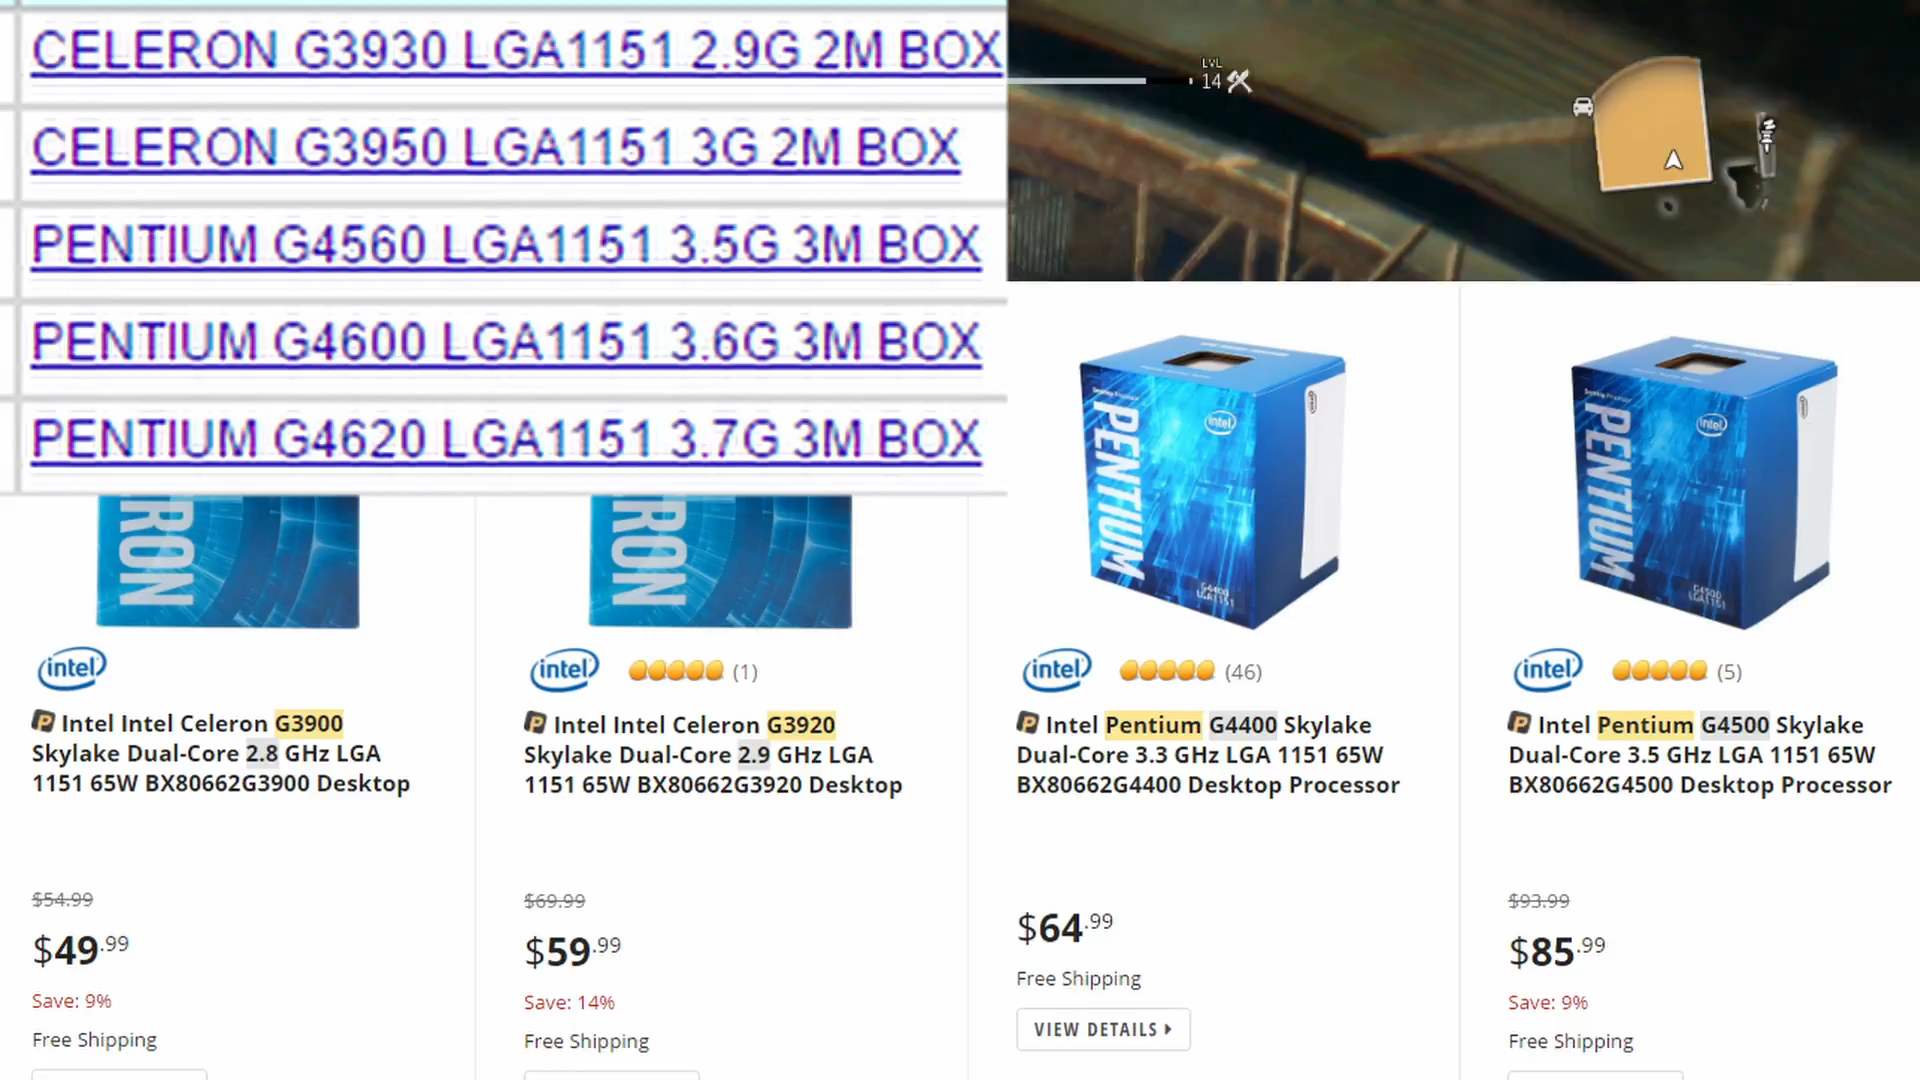 CELERON G3930 LGA1151 2.9G 2M BOX
CELERON G3950 LGA1151 3G 2M BOX
PENTIUM G4560 LGA1151 3.5G 3M BOX
PENTIUM G4600 LGA1151 3.6G 3M BOX
PENTIUM G4620 LGA1151 3.7G 3M BOX
LVL
14
N
RON
RON
PENTIUM
intel
G4400
LGA1151
PENTIUM
intel
G4500
LGA1151
intel
Intel Intel Celeron G3900
Skylake Dual-Core 2.8 GHz LGA
1151 65W BX80662G3900 Desktop
$54.99
$49.99
Save: 9%
Free Shipping
intel (1)
Intel Intel Celeron G3920
Skylake Dual-Core 2.9 GHz LGA
1151 65W BX80662G3920 Desktop
$69.99
$59.99
Save: 14%
Free Shipping
intel (46)
Intel Pentium G4400 Skylake
Dual-Core 3.3 GHz LGA 1151 65W
BX80662G4400 Desktop Processor
$64.99
Free Shipping
VIEW DETAILS
intel (5)
Intel Pentium G4500 Skylake
Dual-Core 3.5 GHz LGA 1151 65W
BX80662G4500 Desktop Processor
$93.99
$85.99
Save: 9%
Free Shipping